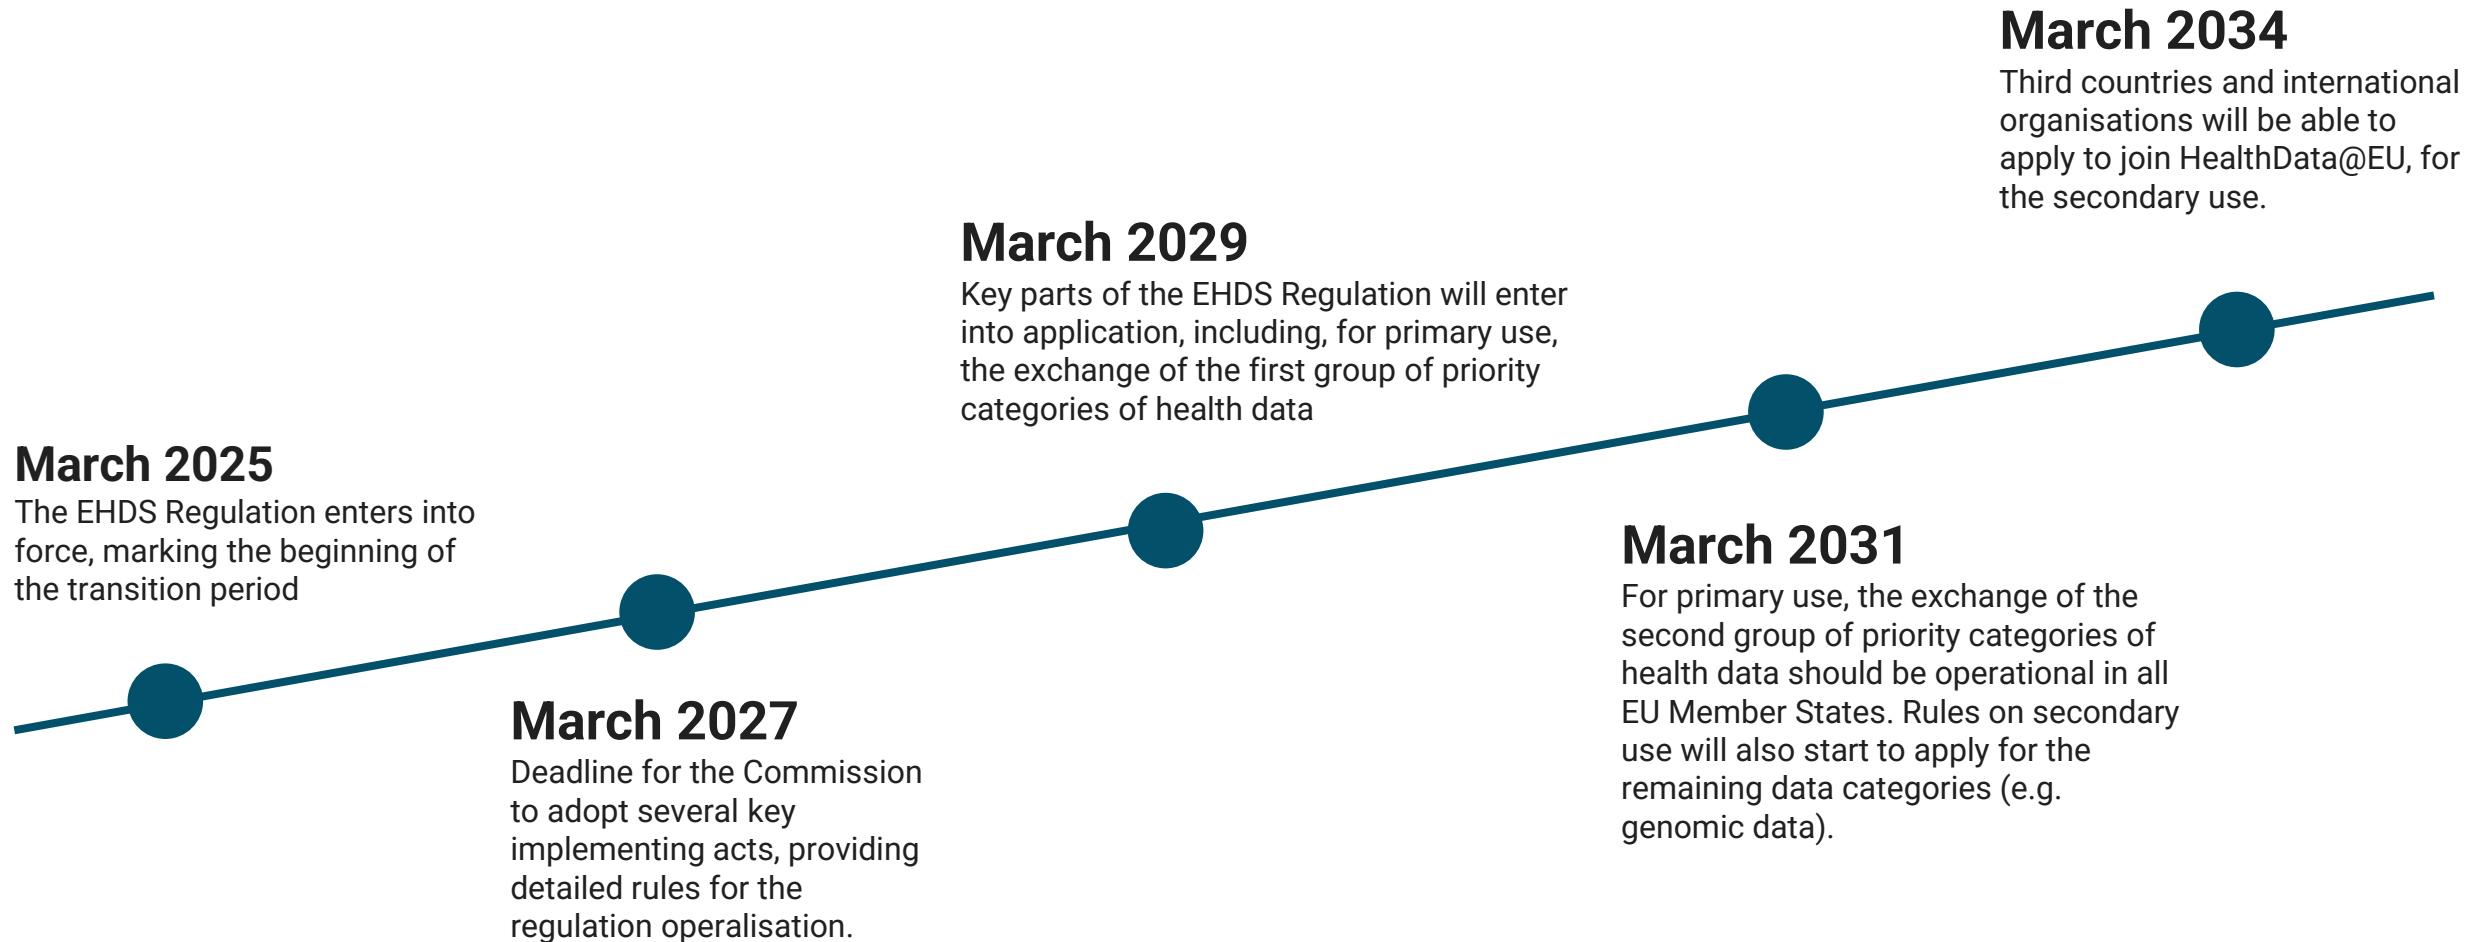 March 2025
The EHDS Regulation enters into
force, marking the beginning of
the transition period
March 2027
Deadline for the Commission
to adopt several key
implementing acts, providing
detailed rules for the
regulation operalisation.
March 2029
Key parts of the EHDS Regulation will enter
into application, including, for primary use,
the exchange of the first group of priority
categories of health data
March 2031
For primary use, the exchange of the
second group of priority categories of
health data should be operational in all
EU Member States. Rules on secondary
use will also start to apply for the
remaining data categories (e.g.
genomic data).
March 2034
Third countries and international
organisations will be able to
apply to join HealthData@EU, for
the secondary use.